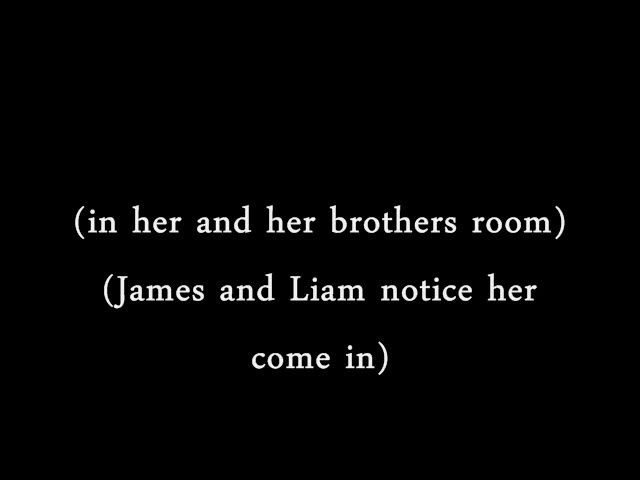 (in her and her brothers room)
(James and Liam notice her
come in)